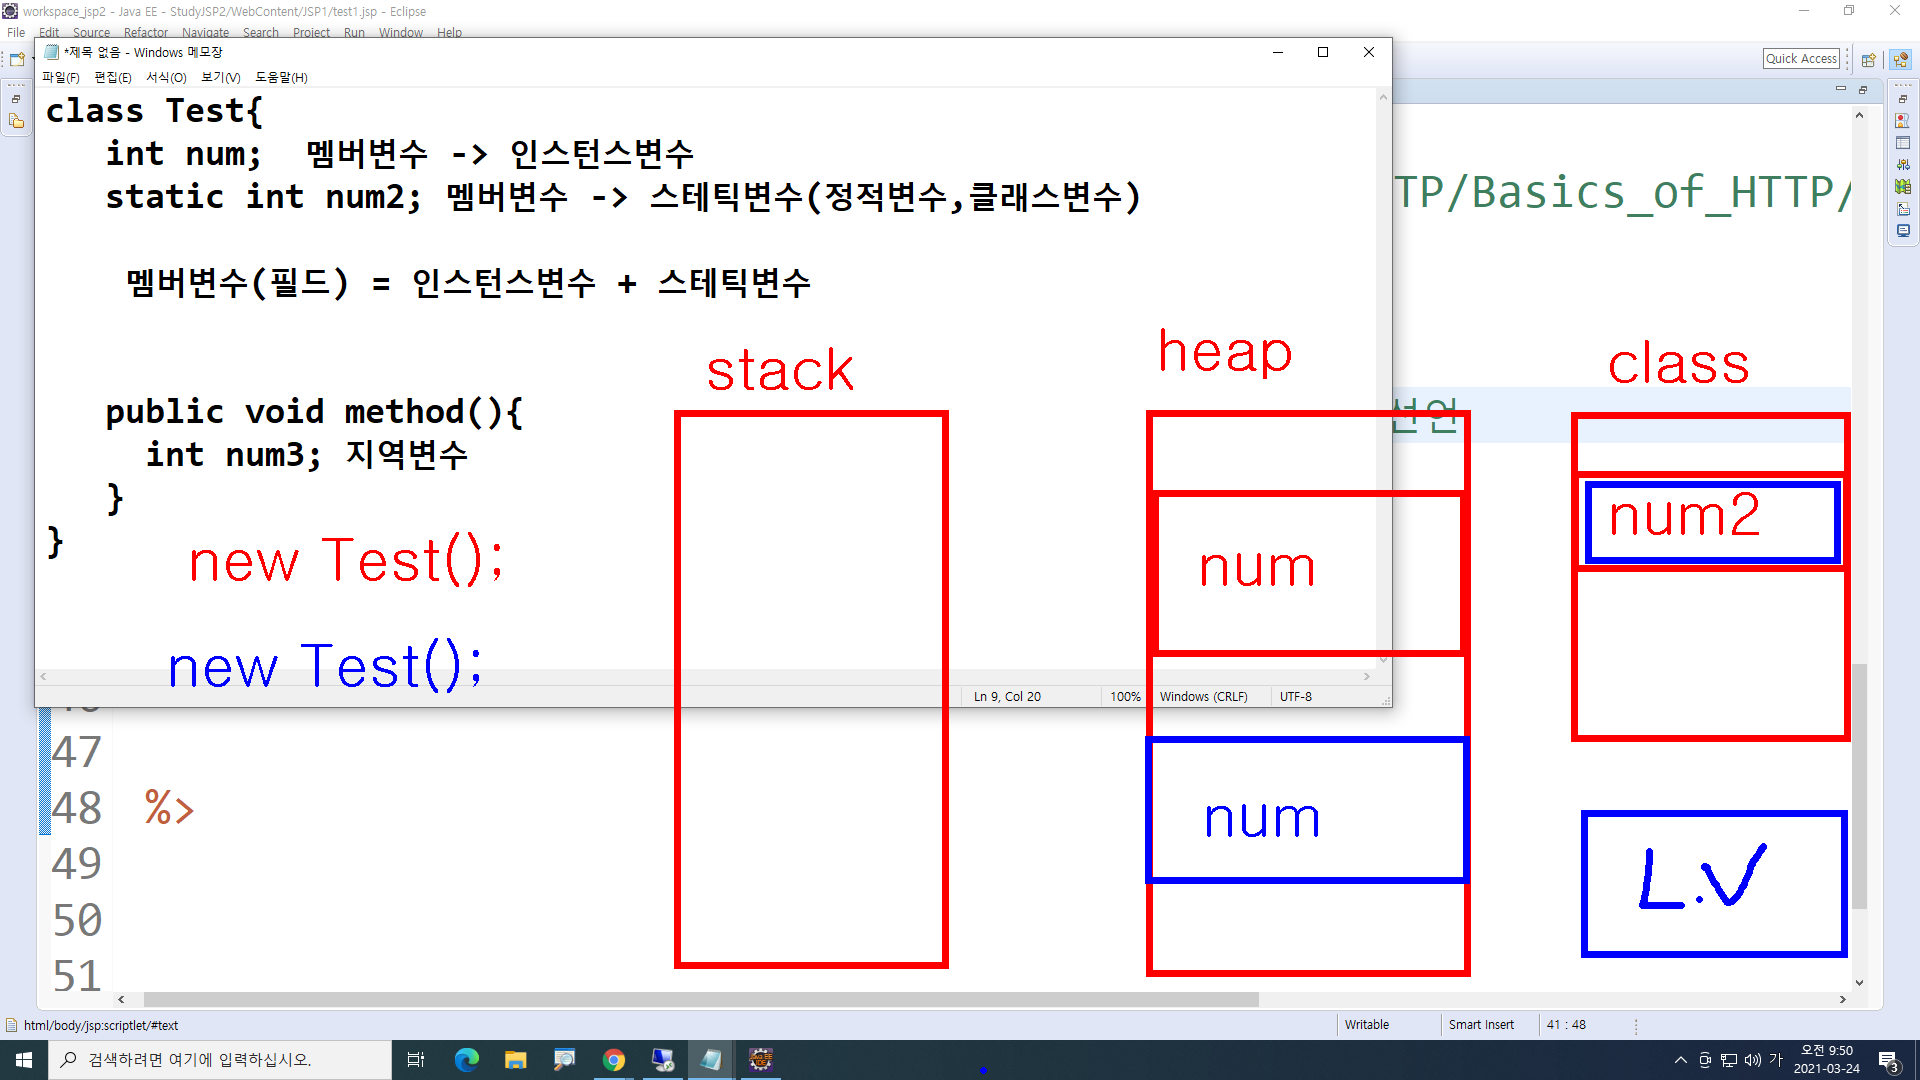 workspace_jsp2 - Java EE - StudyJSP2/WebContent/JSP1/test1.jsp - Eclipse
File Edit Source Refactor Navigate Search Project Run Window Help
*제목 없음 - Windows 메모장
Quick Access
파일(F) 편집(E) 서식(O) 보기(V) 도움말(H)
class Test{
int num; 멤버변수 -> 인스턴스변수
static int num2; 멤버변수 -> 스테틱변수(정적변수,클래스변수)
TP/Basics_of_HTTP/
멤버변수(필드) = 인스턴스변수 + 스테틱변수
stack
heap
class
public void method(){
선언
int num3; 지역변수
}
}
num2
new Test();
num
new Test();
Ln 9, Col 20 100% Windows (CRLF) UTF-8
47
48 %>
num
49
L.V
50
51
html/body/jsp:scriptlet/#text Writable Smart Insert 41 : 48
검색하려면 여기에 입력하십시오.
가
오전 9:50
2021-03-24
3